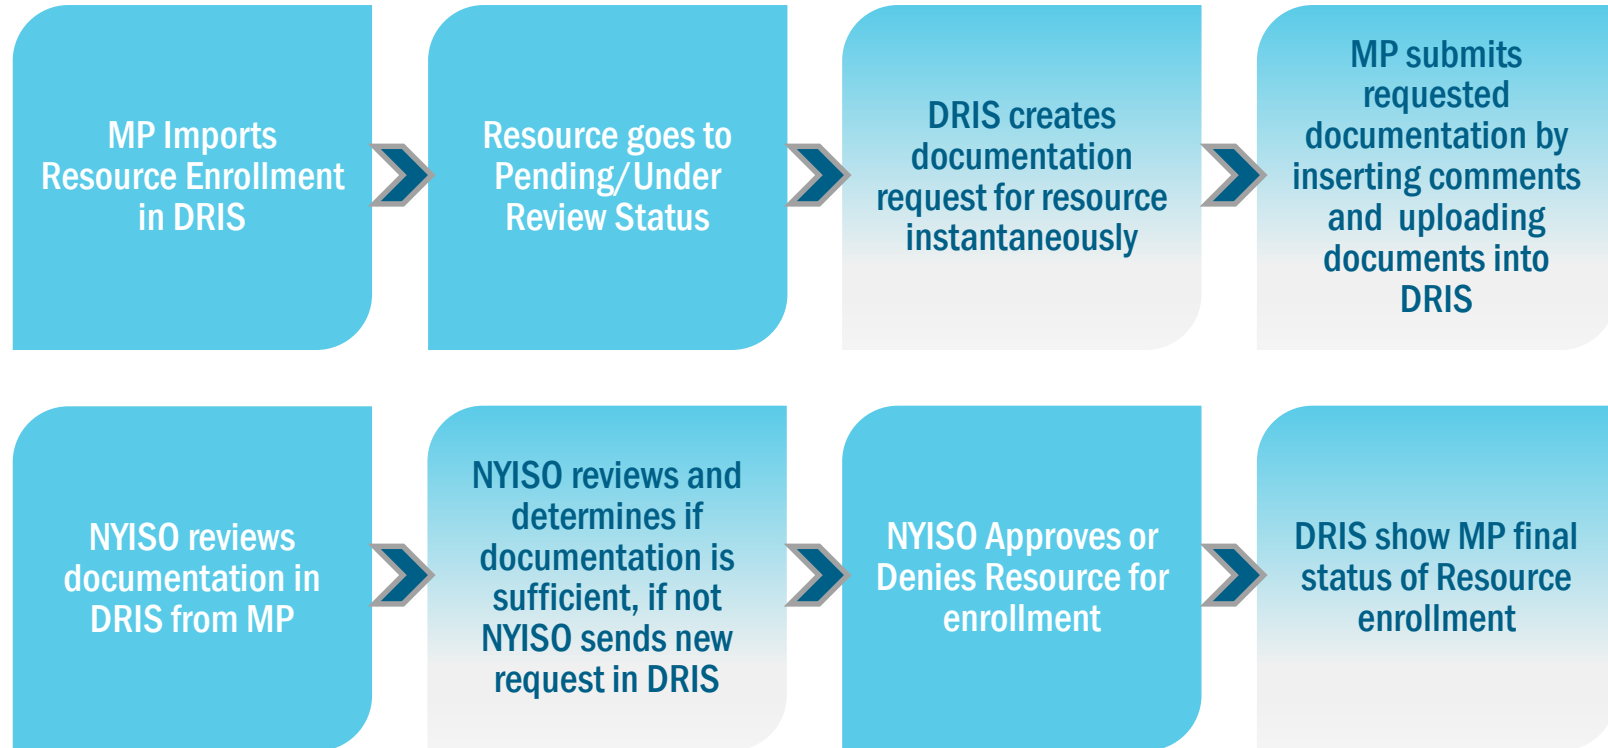 MP Imports
Resource Enrollment
in DRIS
Resource goes to
Pending/Under
Review Status
DRIS creates
documentation
request for resource
instantaneously
MP submits
requested
documentation by
inserting comments
and uploading
documents into
DRIS
NYISO reviews
documentation in
DRIS from MP
NYISO reviews and
determines if
documentation is
sufficient, if not
NYISO sends new
request in DRIS
NYISO Approves or
Denies Resource for
enrollment
DRIS show MP final
status of Resource
enrollment